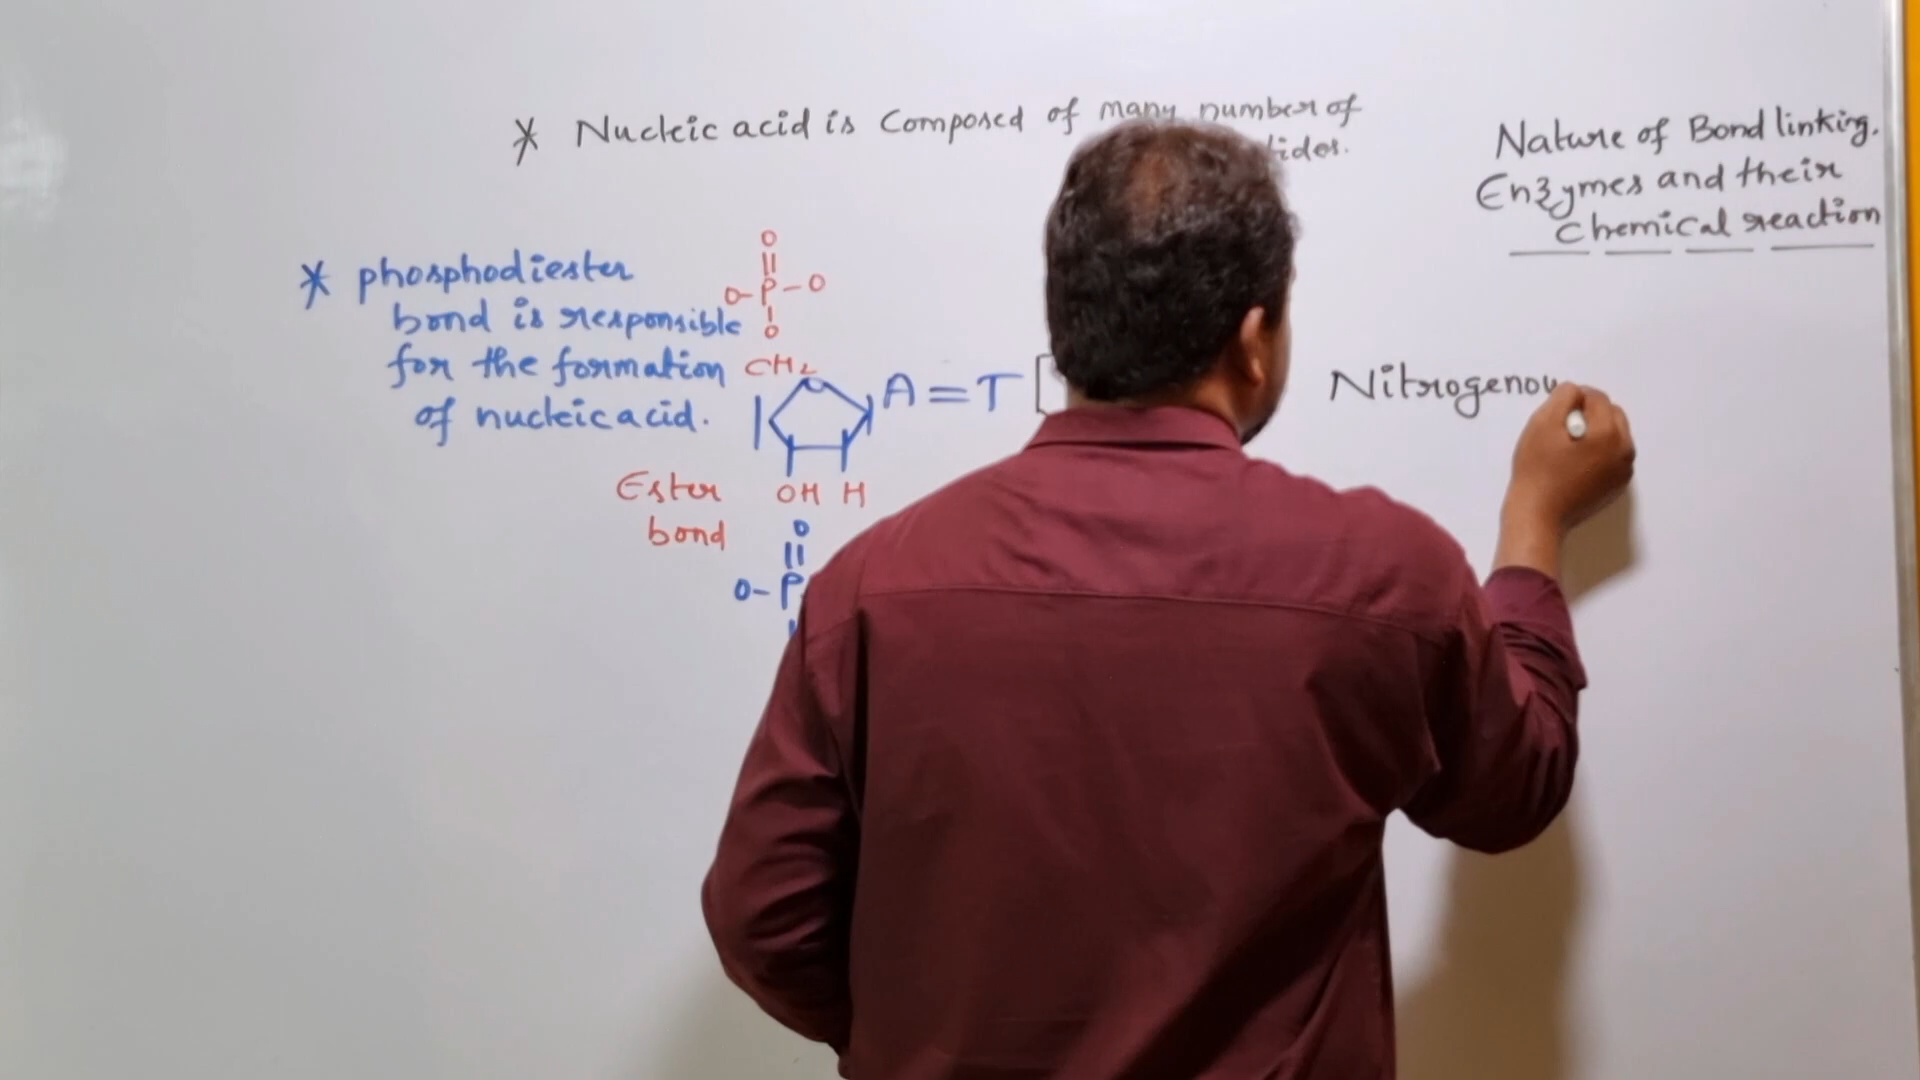 * Nucleic acid is composed of many number of
tides.
Nature of Bond linking.
Enzymes and their
Chemical reaction
* phosphodiester
bond is responsible
for the formation
of nucleic acid.
O
||
O-P-O
|
O
CH2
A=T [
OH H
Ester
bond
O
||
O-P
Nitrogenou